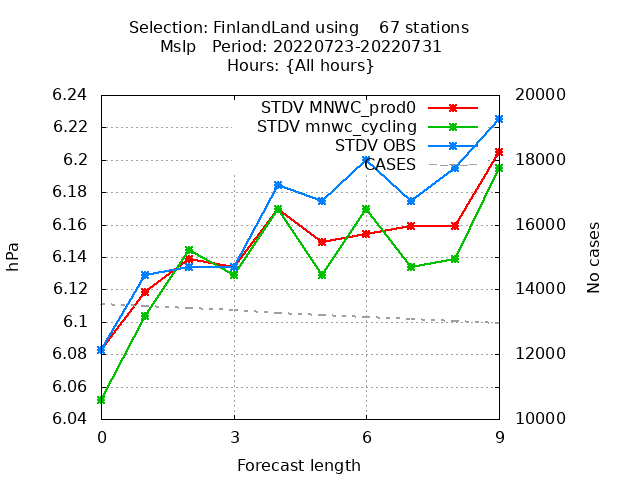 Selection: FinlandLand using    67 stations
Mslp   Period: 20220723-20220731
Hours: {All hours}
STDV MNWC_prod0
STDV mnwc_cycling
STDV OBS
CASES
6.24
6.22
6.2
6.18
6.16
6.14
6.12
6.1
6.08
6.06
6.04
hPa
20000
18000
16000
14000
12000
10000
No cases
0
3
6
9
Forecast length